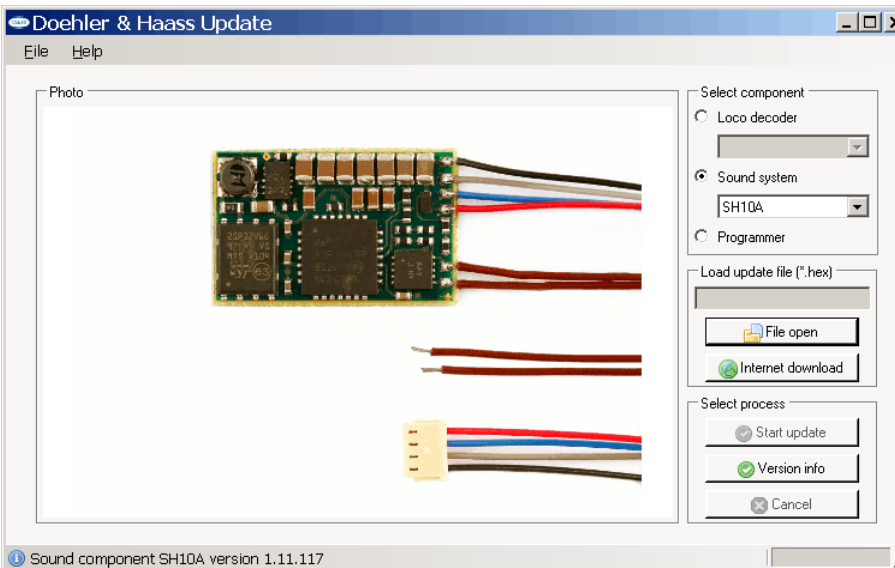 Doehler & Haass Update
File Help
Photo
Select component
Loco decoder
Sound system
SH10A
Programmer
Load update file (*.hex)
File open
Internet download
Select process
Start update
Version info
Cancel
Sound component SH10A version 1.11.117